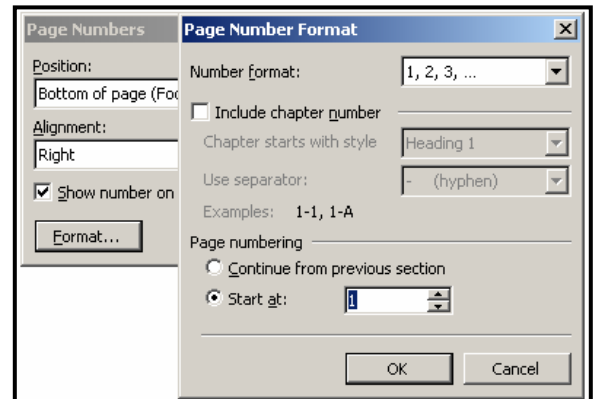 Page Numbers
Position:
Bottom of page (Foo
Alignment:
Right
Show number on
Format...
Page Number Format
Number format:
1, 2, 3, ...
Include chapter number
Chapter starts with style
Heading 1
Use separator:
- (hyphen)
Examples: 1-1, 1-A
Page numbering
Continue from previous section
Start at:
1
OK
Cancel